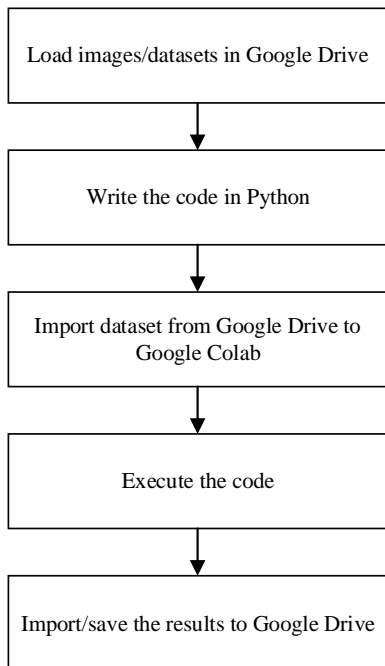 Load images/datasets in Google Drive
Write the code in Python
Import dataset from Google Drive to
Google Colab
Execute the code
Import/save the results to Google Drive